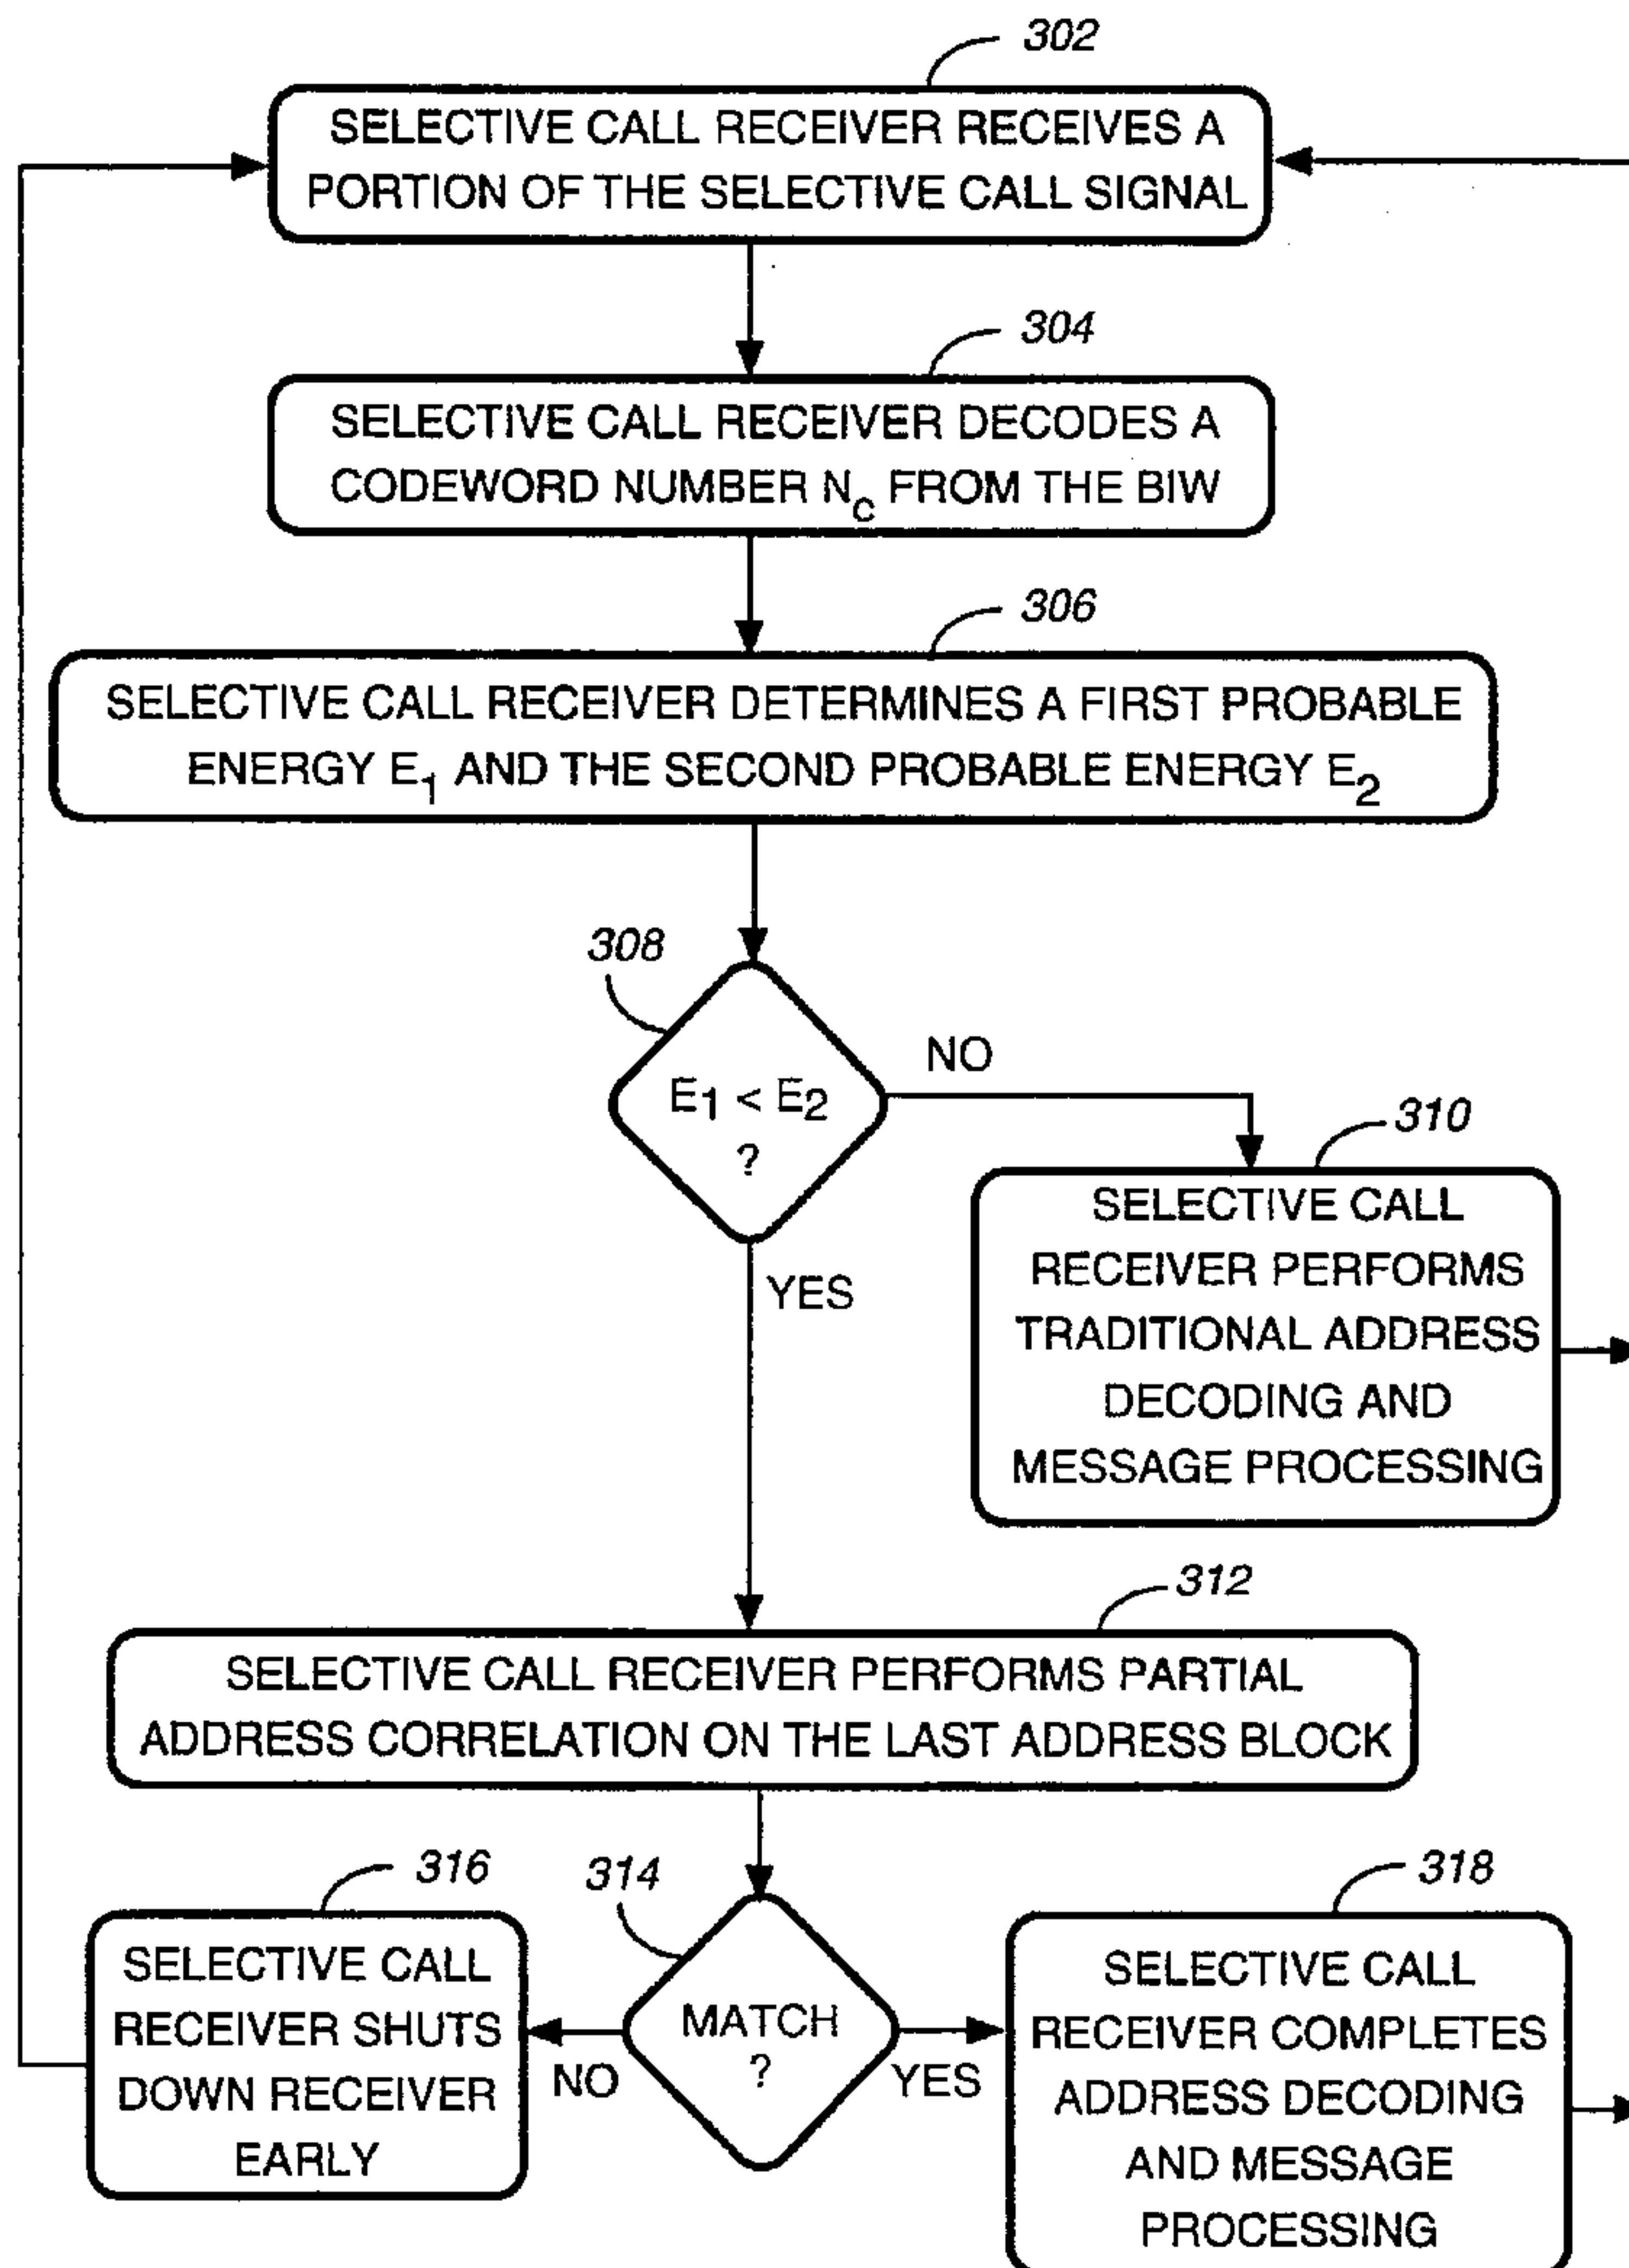 302
SELECTIVE CALL RECEIVER RECEIVES A
PORTION OF THE SELECTIVE CALL SIGNAL
304
SELECTIVE CALL RECEIVER DECODES A
CODEWORD NUMBER Nc FROM THE BIW
306
SELECTIVE CALL RECEIVER DETERMINES A FIRST PROBABLE
ENERGY E1 AND THE SECOND PROBABLE ENERGY E2
308
E1 < E2
?
NO
YES
310
SELECTIVE CALL
RECEIVER PERFORMS
TRADITIONAL ADDRESS
DECODING AND
MESSAGE PROCESSING
312
SELECTIVE CALL RECEIVER PERFORMS PARTIAL
ADDRESS CORRELATION ON THE LAST ADDRESS BLOCK
314
MATCH
?
NO
YES
316
SELECTIVE CALL
RECEIVER SHUTS
DOWN RECEIVER
EARLY
318
SELECTIVE CALL
RECEIVER COMPLETES
ADDRESS DECODING
AND MESSAGE
PROCESSING